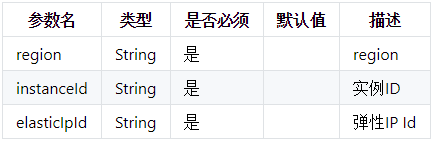 参数名 类型 是否必须 默认值 描述
region String 是 region
instanceId String 是 实例ID
elasticIpId String 是 弹性IP Id